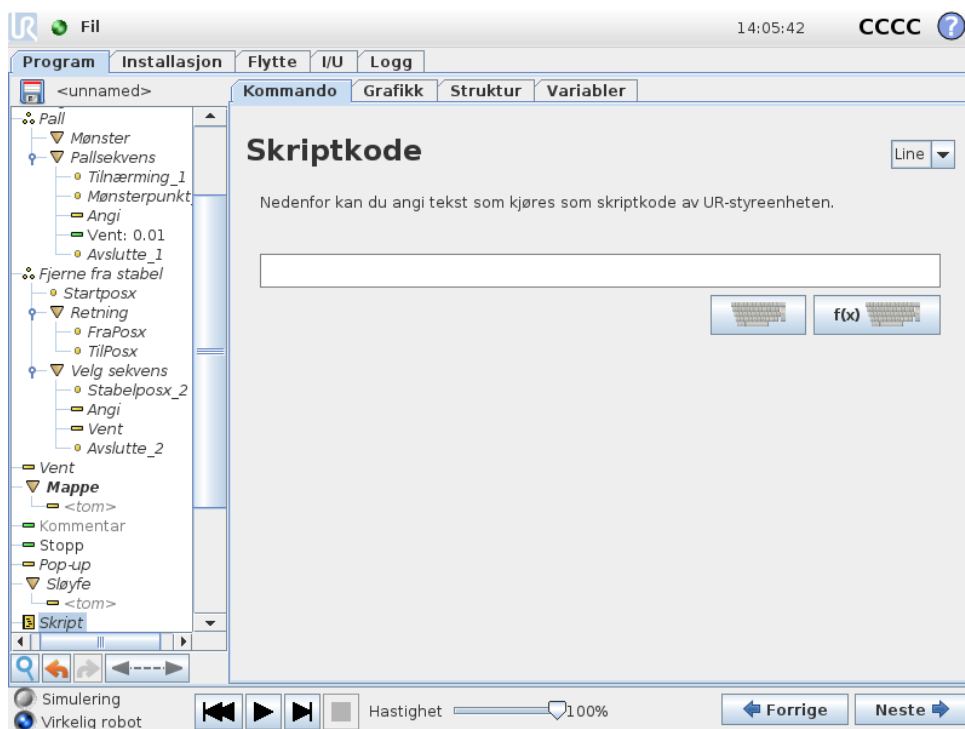 UR Fil 14:05:42 CCCC ?
Program Installasjon Flytte I/U Logg
<unnamed> Kommando Grafikk Struktur Variabler
Pall
Mønster
Pallsekvens
Tilnærming_1
Mønsterpunkt
Angi
Vent: 0.01
Avslutte_1
Fjerne fra stabel
Startposx
Retning
FraPosx
TilPosx
Velg sekvens
Stabelposx_2
Angi
Vent
Avslutte_2
Vent
Mappe
<tom>
Kommentar
Stopp
Pop-up
Sløyfe
<tom>
Skript
Skriptkode
Line
Nedenfor kan du angi tekst som kjøres som skriptkode av UR-styreenheten.
f(x)
Simulering
Virkelig robot
Hastighet 100%
Forrige Neste